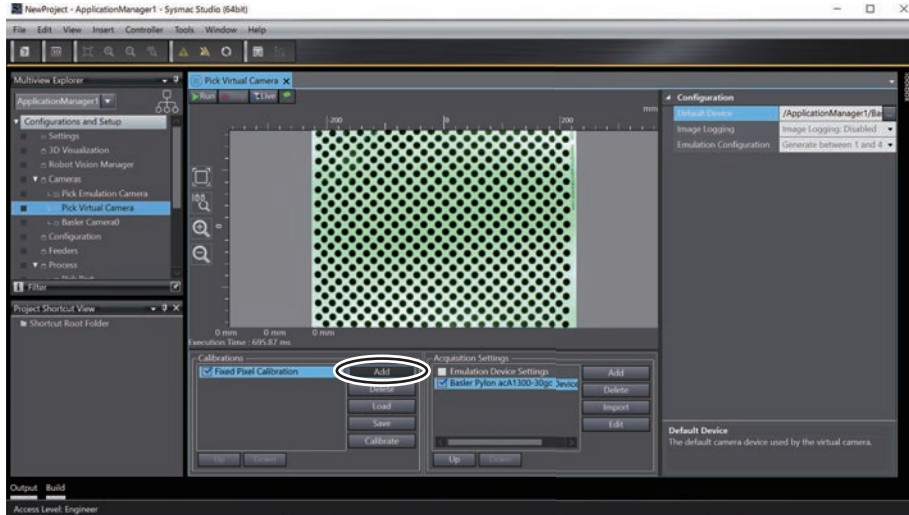 NewProject - ApplicationManager1 - Sysmac Studio (64bit)
File Edit View Insert Controller Tools Window Help
Multiview Explorer
ApplicationManager1
Configurations and Setup
Settings
3D Visualization
Robot Vision Manager
Cameras
Pick Emulation Camera
Pick Virtual Camera
Basler Camera0
Configuration
Feeders
Process
Filter
Project Shortcut View
Shortcut Root Folder
Pick Virtual Camera
Run Live
mm
-200 0 200
100
0
0 mm 0 mm 0 mm
Execution Time : 695.87 ms
Calibrations
Fixed Pixel Calibration
Add
Delete
Load
Save
Calibrate
Up Down
Acquisition Settings
Emulation Device Settings
Basler Pylon acA1300-30gc Device
Add
Delete
Import
Edit
Up Down
Configuration
Default Device /ApplicationManager1/Bas
Image Logging Image Logging: Disabled
Emulation Configuration Generate between 1 and 4
Default Device
The default camera device used by the virtual camera.
Output Build
Access Level: Engineer